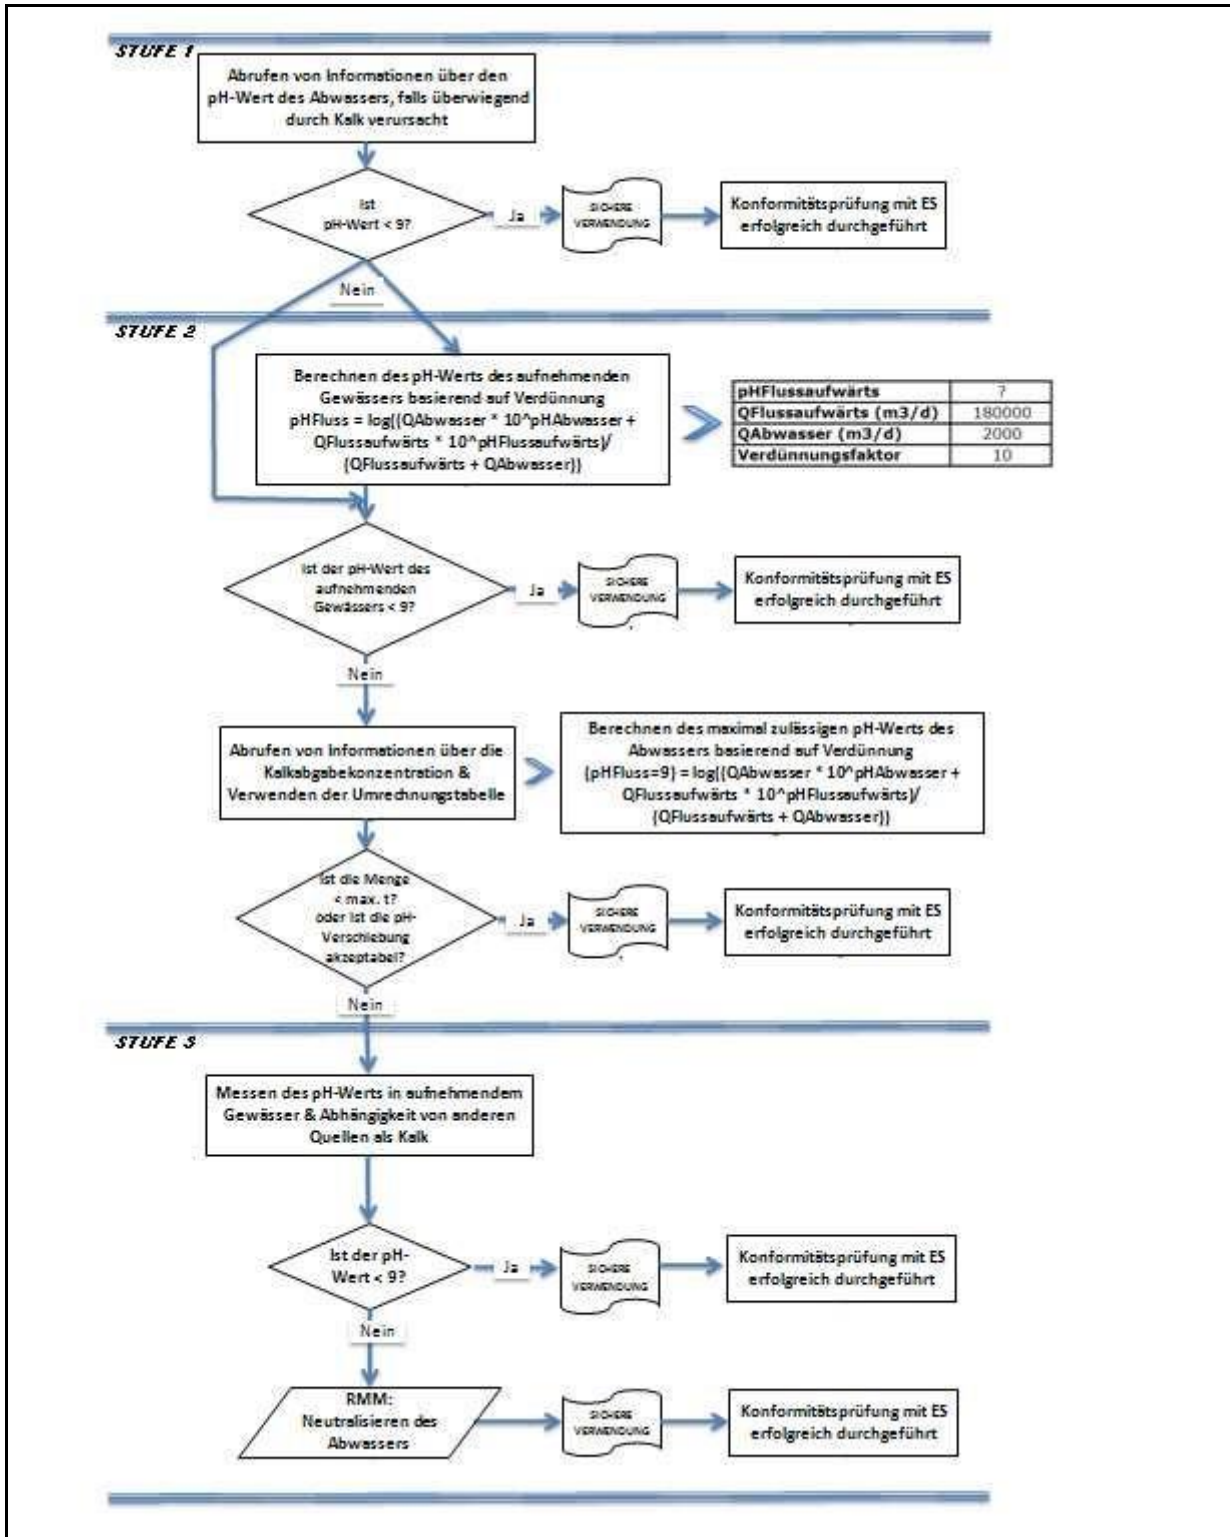 STUFE 1
Abrufen von Informationen über den
pH-Wert des Abwassers, falls überwiegend
durch Kalk verursacht
Ist
pH-Wert < 9?
Ja
SICHERE
VERWENDUNG
Konformitätsprüfung mit ES
erfolgreich durchgeführt
Nein
STUFE 2
Berechnen des pH-Werts des aufnehmenden
Gewässers basierend auf Verdünnung
pHFluss = log((QAbwasser * 10^pHAbwasser +
QFlussaufwärts * 10^pHFlussaufwärts)/
(QFlussaufwärts + QAbwasser))
pHFlussaufwärts ?
QFlussaufwärts (m3/d) 180000
QAbwasser (m3/d) 2000
Verdünnungsfaktor 10
Ist der pH-Wert des
aufnehmenden
Gewässers < 9?
Ja
SICHERE
VERWENDUNG
Konformitätsprüfung mit ES
erfolgreich durchgeführt
Nein
Abrufen von Informationen über die
Kalkabgabekonzentration &
Verwenden der Umrechnungstabelle
Berechnen des maximal zulässigen pH-Werts des
Abwassers basierend auf Verdünnung
(pHFluss=9) = log((QAbwasser * 10^pHAbwasser +
QFlussaufwärts * 10^pHFlussaufwärts)/
(QFlussaufwärts + QAbwasser))
Ist die Menge
< max. t?
oder ist die pH-
Verschiebung
akzeptabel?
Ja
SICHERE
VERWENDUNG
Konformitätsprüfung mit ES
erfolgreich durchgeführt
Nein
STUFE 3
Messen des pH-Werts in aufnehmendem
Gewässer & Abhängigkeit von anderen
Quellen als Kalk
Ist der pH-
Wert < 9?
Ja
SICHERE
VERWENDUNG
Konformitätsprüfung mit ES
erfolgreich durchgeführt
Nein
RMM:
Neutralisieren des
Abwassers
SICHERE
VERWENDUNG
Konformitätsprüfung mit ES
erfolgreich durchgeführt